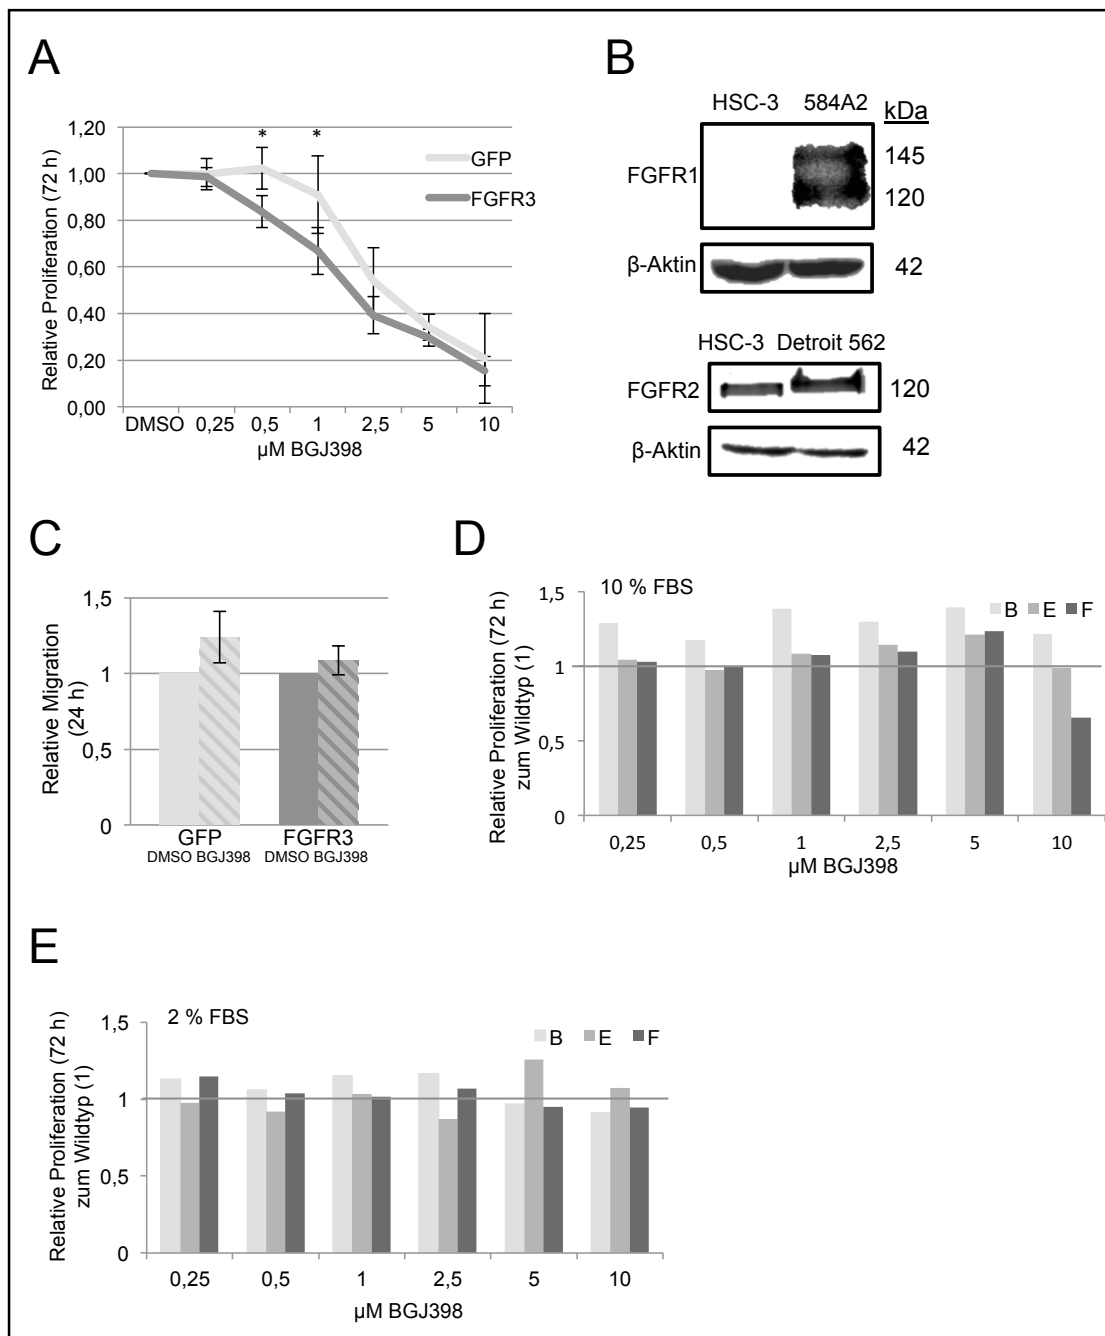 A
Relative Proliferation (72 h)
1,20
1,00
0,80
0,60
0,40
0,20
0,00
* *
GFP
FGFR3
DMSO 0,25 0,5 1 2,5 5 10
µM BGJ398
B
HSC-3 584A2 kDa
FGFR1
145
120
β-Aktin 42
HSC-3 Detroit 562
FGFR2 120
β-Aktin 42
C
Relative Migration
(24 h)
1,5
1
0,5
0
GFP FGFR3
DMSO BGJ398 DMSO BGJ398
D
Relative Proliferation (72 h)
zum Wildtyp (1)
10 % FBS
B E F
1,5
1
0,5
0
0,25 0,5 1 2,5 5 10
µM BGJ398
E
Relative Proliferation (72 h)
zum Wildtyp (1)
2 % FBS
B E F
1,5
1
0,5
0
0,25 0,5 1 2,5 5 10
µM BGJ398